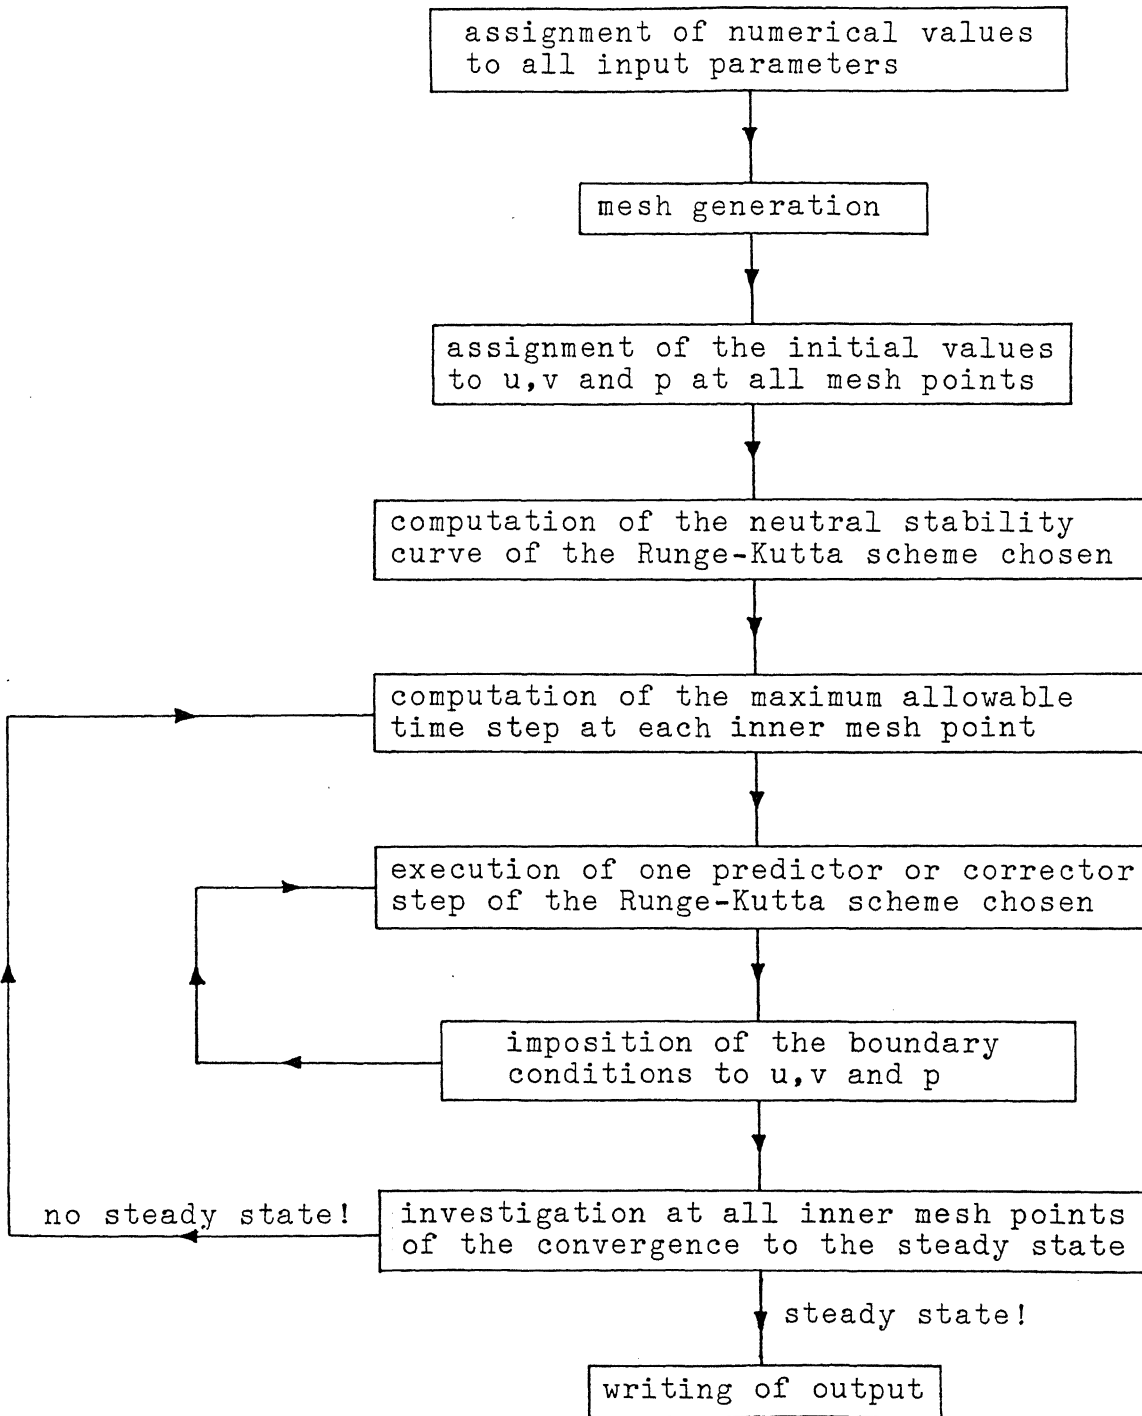 assignment of numerical values
to all input parameters
mesh generation
assignment of the initial values
to u,v and p at all mesh points
computation of the neutral stability
curve of the Runge-Kutta scheme chosen
computation of the maximum allowable
time step at each inner mesh point
execution of one predictor or corrector
step of the Runge-Kutta scheme chosen
imposition of the boundary
conditions to u,v and p
no steady state!
investigation at all inner mesh points
of the convergence to the steady state
steady state!
writing of output